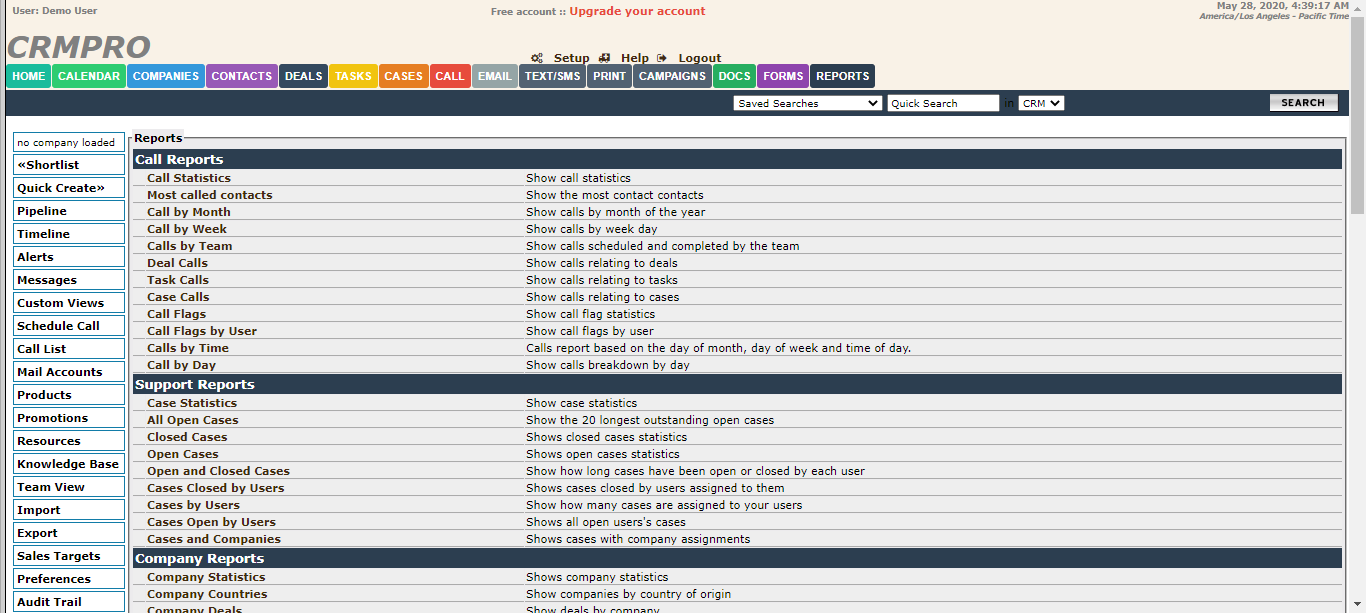 User: Demo User
Free account :: Upgrade your account
May 28, 2020, 4:39:17 AM
America/Los Angeles - Pacific Time
CRMPRO
Setup Help Logout
HOME CALENDAR COMPANIES CONTACTS DEALS TASKS CASES CALL EMAIL TEXT/SMS PRINT CAMPAIGNS DOCS FORMS REPORTS
Saved Searches Quick Search in CRM SEARCH
no company loaded
«Shortlist
Quick Create»
Pipeline
Timeline
Alerts
Messages
Custom Views
Schedule Call
Call List
Mail Accounts
Products
Promotions
Resources
Knowledge Base
Team View
Import
Export
Sales Targets
Preferences
Audit Trail
Reports
Call Reports
Call Statistics Show call statistics
Most called contacts Show the most contact contacts
Call by Month Show calls by month of the year
Call by Week Show calls by week day
Calls by Team Show calls scheduled and completed by the team
Deal Calls Show calls relating to deals
Task Calls Show calls relating to tasks
Case Calls Show calls relating to cases
Call Flags Show call flag statistics
Call Flags by User Show call flags by user
Calls by Time Calls report based on the day of month, day of week and time of day.
Call by Day Show calls breakdown by day
Support Reports
Case Statistics Show case statistics
All Open Cases Show the 20 longest outstanding open cases
Closed Cases Shows closed cases statistics
Open Cases Shows open cases statistics
Open and Closed Cases Show how long cases have been open or closed by each user
Cases Closed by Users Shows cases closed by users assigned to them
Cases by Users Show how many cases are assigned to your users
Cases Open by Users Shows all open users's cases
Cases and Companies Shows cases with company assignments
Company Reports
Company Statistics Shows company statistics
Company Countries Show companies by country of origin
Company Deals Show deals by company